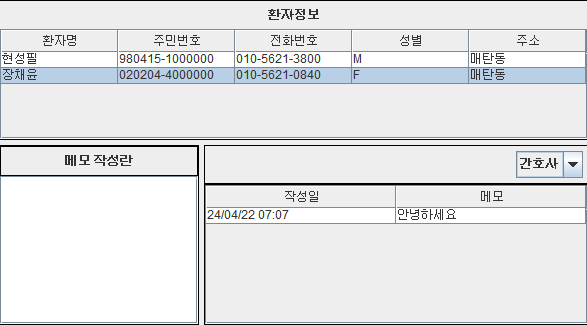 환자정보
환자명 주민번호 전화번호 성별 주소
현성필 980415-1000000 010-5621-3800 M 매탄동
장채윤 020204-4000000 010-5621-0840 F 매탄동
메모 작성란
간호사
작성일 메모
24/04/22 07:07 안녕하세요